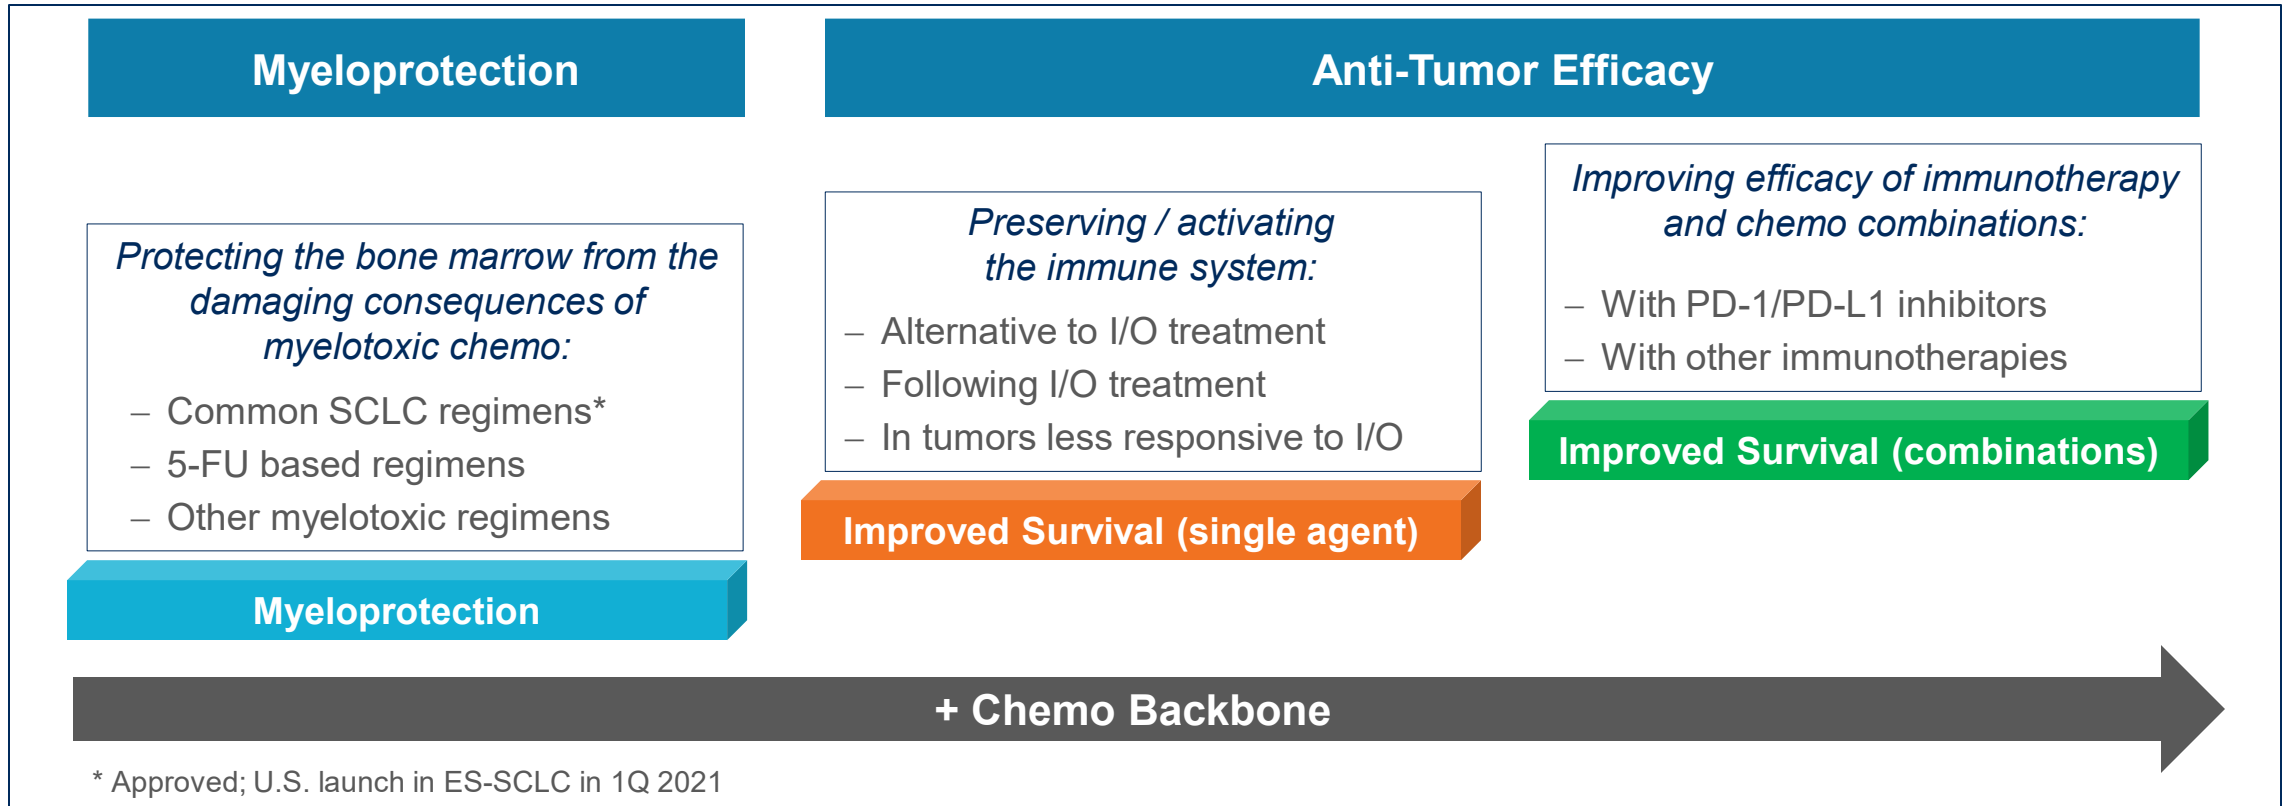 Myeloprotection
Anti-Tumor Efficacy
Protecting the bone marrow from the
damaging consequences of
myelotoxic chemo:
– Common SCLC regimens*
– 5-FU based regimens
– Other myelotoxic regimens
Myeloprotection
Preserving / activating
the immune system:
– Alternative to I/O treatment
– Following I/O treatment
– In tumors less responsive to I/O
Improved Survival (single agent)
Improving efficacy of immunotherapy
and chemo combinations:
– With PD-1/PD-L1 inhibitors
– With other immunotherapies
Improved Survival (combinations)
+ Chemo Backbone
* Approved; U.S. launch in ES-SCLC in 1Q 2021